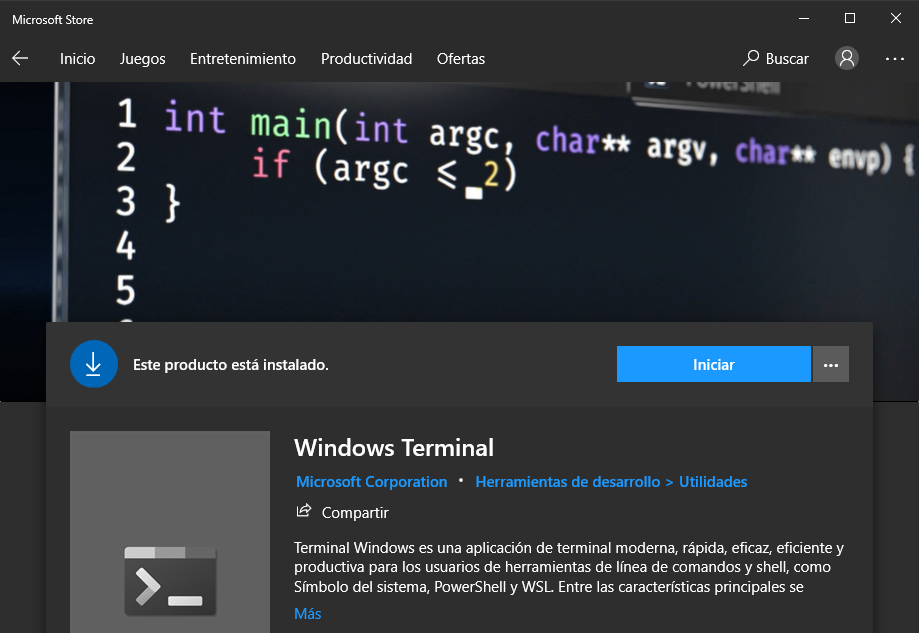 Microsoft Store
Inicio Juegos Entretenimiento Productividad Ofertas Buscar
PowerShell
1 int main(int argc, char** argv, char** envp) {
2 if (argc ≤ 2)
3 }
4
5
Este producto está instalado.
Iniciar
Windows Terminal
Microsoft Corporation • Herramientas de desarrollo > Utilidades
Compartir
Terminal Windows es una aplicación de terminal moderna, rápida, eficaz, eficiente y
productiva para los usuarios de herramientas de línea de comandos y shell, como
Símbolo del sistema, PowerShell y WSL. Entre las características principales se
Más